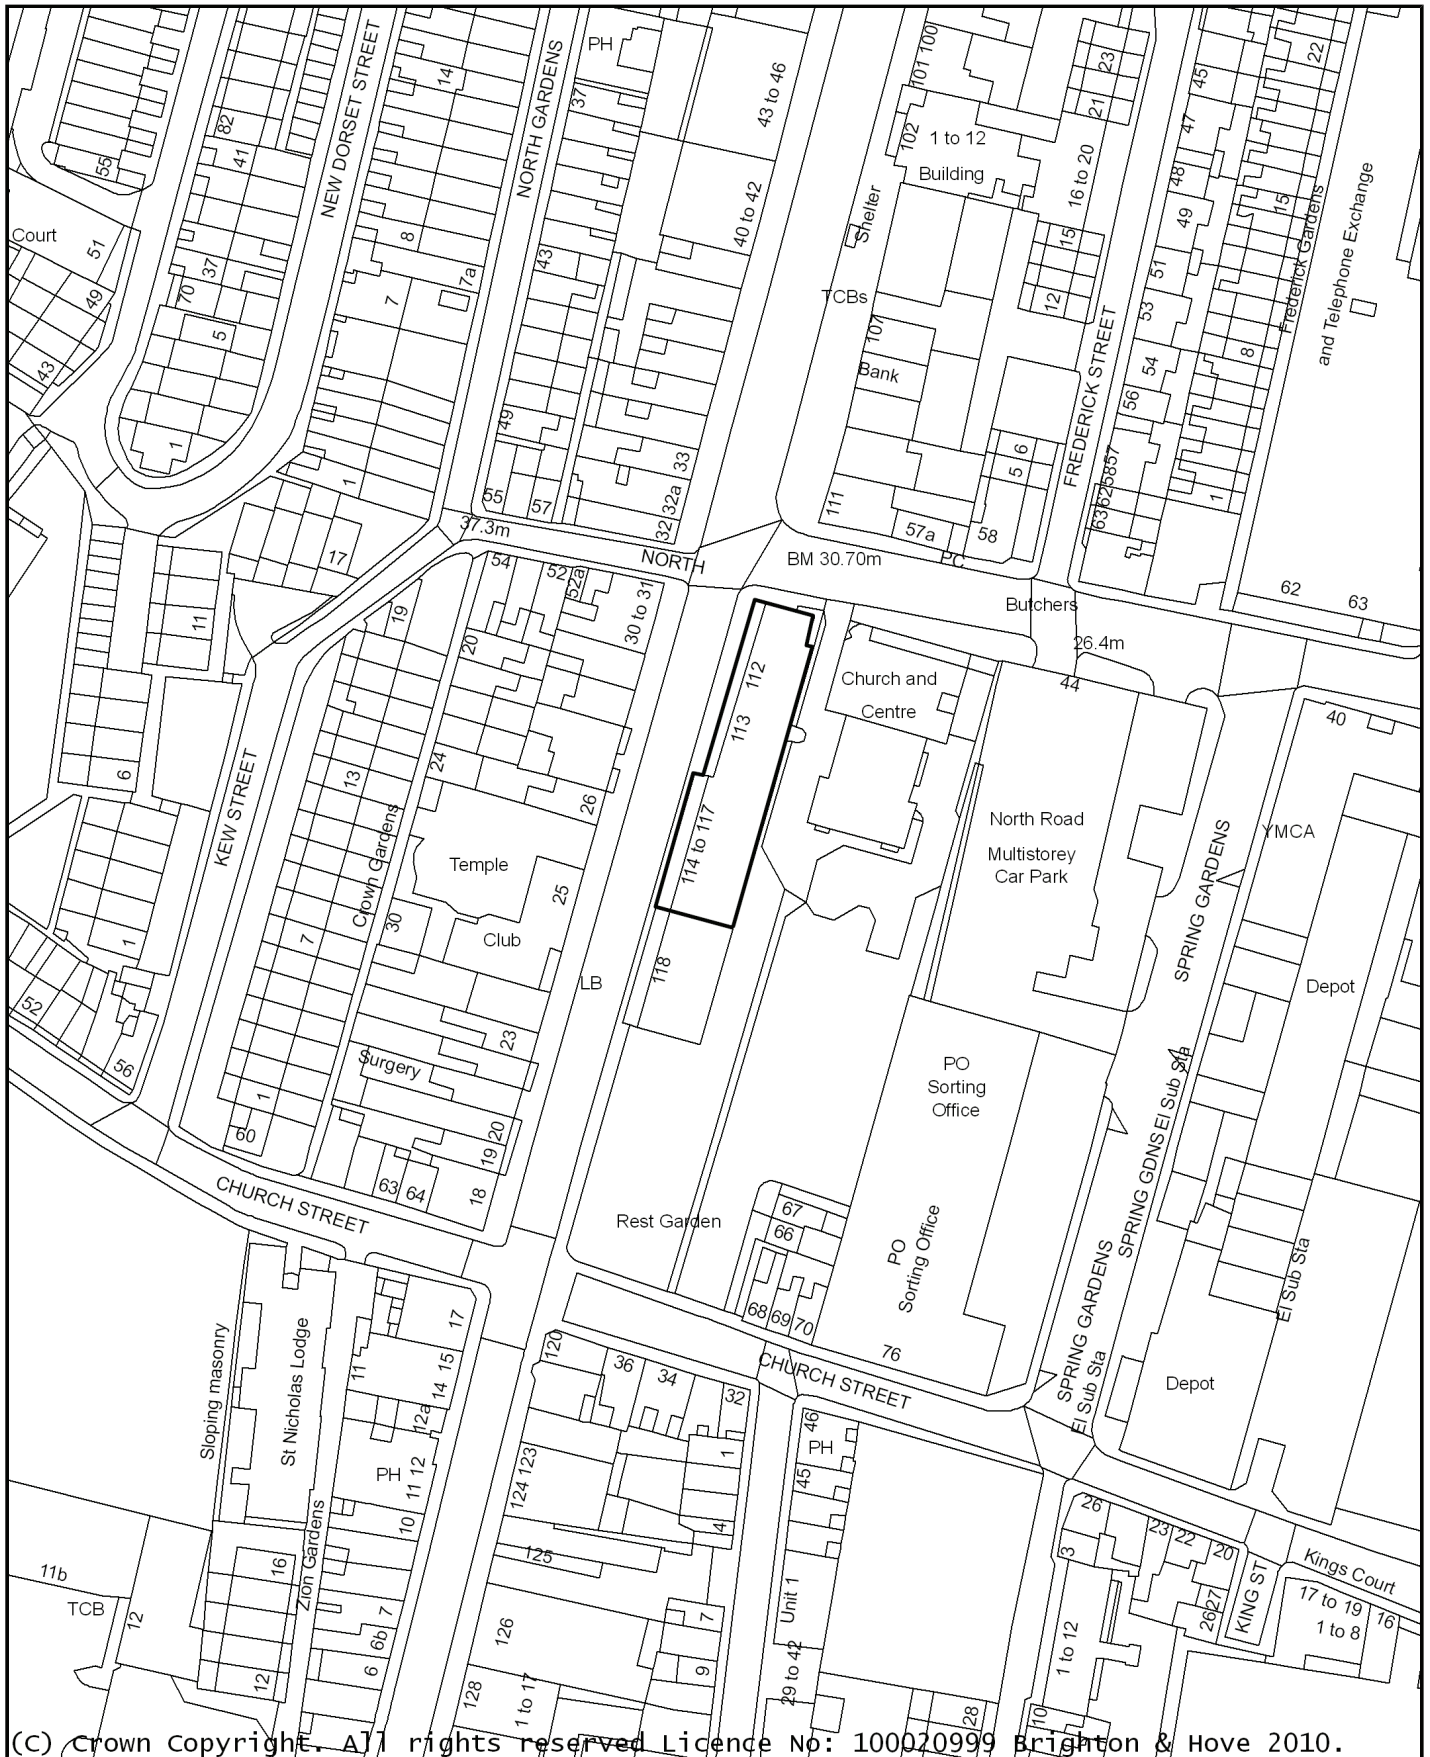 PH
14
NEW DORSET STREET
NORTH GARDENS
37
43 to 46
101 100
102
1 to 12
Building
23
21
45
22
47
82
41
55
16 to 20
48
15
49
Frederick Gardens
and Telephone Exchange
Court
51
8
7a
43
40 to 42
Shelter
15
51
37
70
49
7
TCBs
12
53
5
107
8
43
Bank
54
56
FREDERICK STREET
49
33
6
5
1
1
63 62 58 57
55
57
32a
32
111
57a
58
1
37.3m
NORTH
BM 30.70m
PC
17
54
52
52a
62
63
Butchers
11
19
30 to 31
20
26.4m
112
Church and
Centre
44
113
40
6
13
24
26
KEW STREET
Crown Gardens
Temple
114 to 117
North Road
Multistorey
Car Park
YMCA
SPRING GARDENS
25
30
1
7
Club
118
LB
Depot
52
56
23
Surgery
PO
Sorting
Office
El Sub Sta
SPRING GDNS
1
60
20
19
63
64
18
CHURCH STREET
Rest Garden
67
66
PO
Sorting Office
El Sub Sta
68
69
70
SPRING GARDENS
El Sub Sta
17
120
36
34
32
CHURCH STREET
76
Depot
Sloping masonry
St Nicholas Lodge
11
15
14
12a
46
PH
1
123
124
PH
12
11
45
10
4
26
23
22
20
3
125
Kings Court
11b
TCB
12
16
Zion Gardens
7
6b
6
12
126
7
9
Unit 1
29 to 42
1 to 12
26
27
KING ST
17 to 19
1 to 8
16
128
1 to 17
28
10
(C) Crown Copyright. All rights reserved Licence No: 100020999 Brighton & Hove 2010.